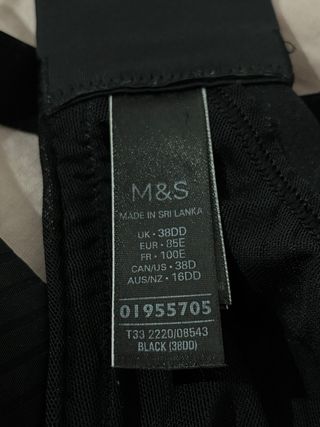 M&S
MADE IN SRI LANKA
UK • 38DD
EUR • 85E
FR • 100E
CAN/US • 38D
AUS/NZ • 16DD
01955705
T33 2220/08543
BLACK (38DD)